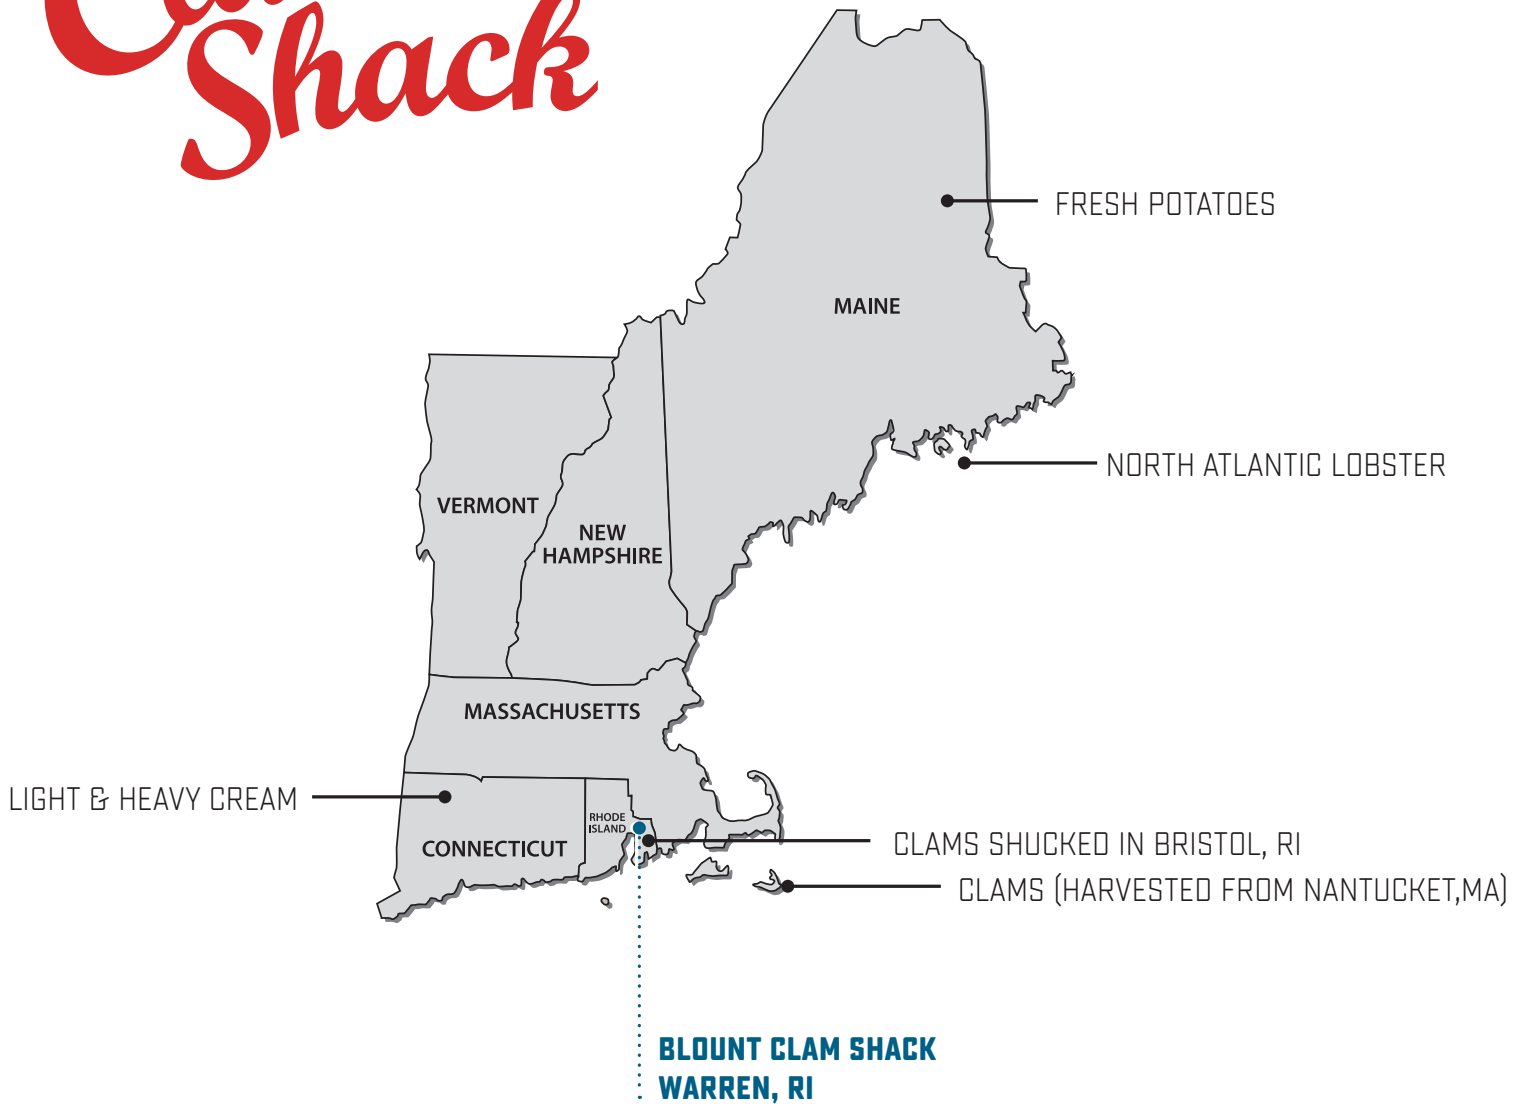 Shack
FRESH POTATOES
MAINE
NORTH ATLANTIC LOBSTER
VERMONT
NEW
HAMPSHIRE
MASSACHUSETTS
LIGHT & HEAVY CREAM
RHODE
ISLAND
CONNECTICUT
CLAMS SHUCKED IN BRISTOL, RI
CLAMS (HARVESTED FROM NANTUCKET,MA)
BLOUNT CLAM SHACK
WARREN, RI